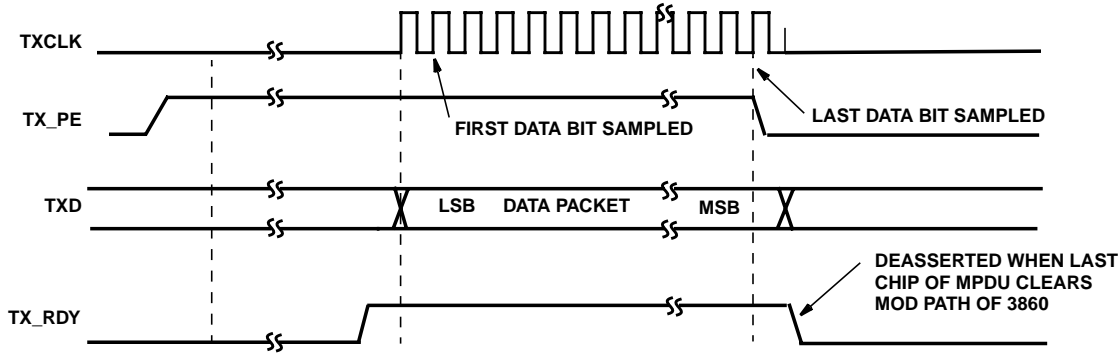 TXCLK
TX_PE
FIRST DATA BIT SAMPLED
LAST DATA BIT SAMPLED
TXD
LSB DATA PACKET MSB
DEASSERTED WHEN LAST
CHIP OF MPDU CLEARS
MOD PATH OF 3860
TX_RDY